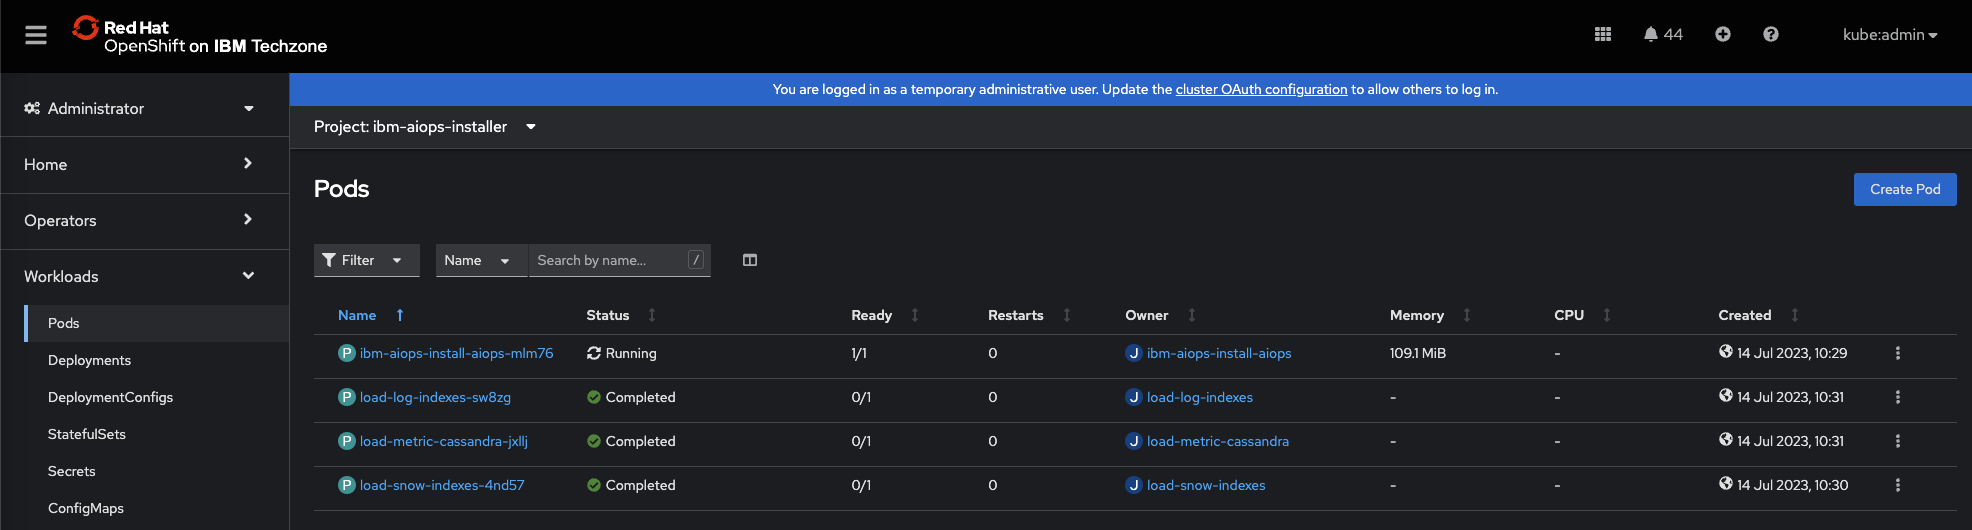 Red Hat
OpenShift on IBM Techzone
44
kube:admin
You are logged in as a temporary administrative user. Update the cluster OAuth configuration to allow others to log in.
Administrator
Project: ibm-aiops-installer
Home
Pods
Create Pod
Operators
Filter Name Search by name... /
Workloads
Name Status Ready Restarts Owner Memory CPU Created
Pods
P ibm-aiops-install-aiops-mlm76 Running 1/1 0 J ibm-aiops-install-aiops 109.1 MiB - 14 Jul 2023, 10:29
Deployments
P load-log-indexes-sw8zg Completed 0/1 0 J load-log-indexes - - 14 Jul 2023, 10:31
DeploymentConfigs
P load-metric-cassandra-jxllj Completed 0/1 0 J load-metric-cassandra - - 14 Jul 2023, 10:31
StatefulSets
Secrets
P load-snow-indexes-4nd57 Completed 0/1 0 J load-snow-indexes - - 14 Jul 2023, 10:30
ConfigMaps